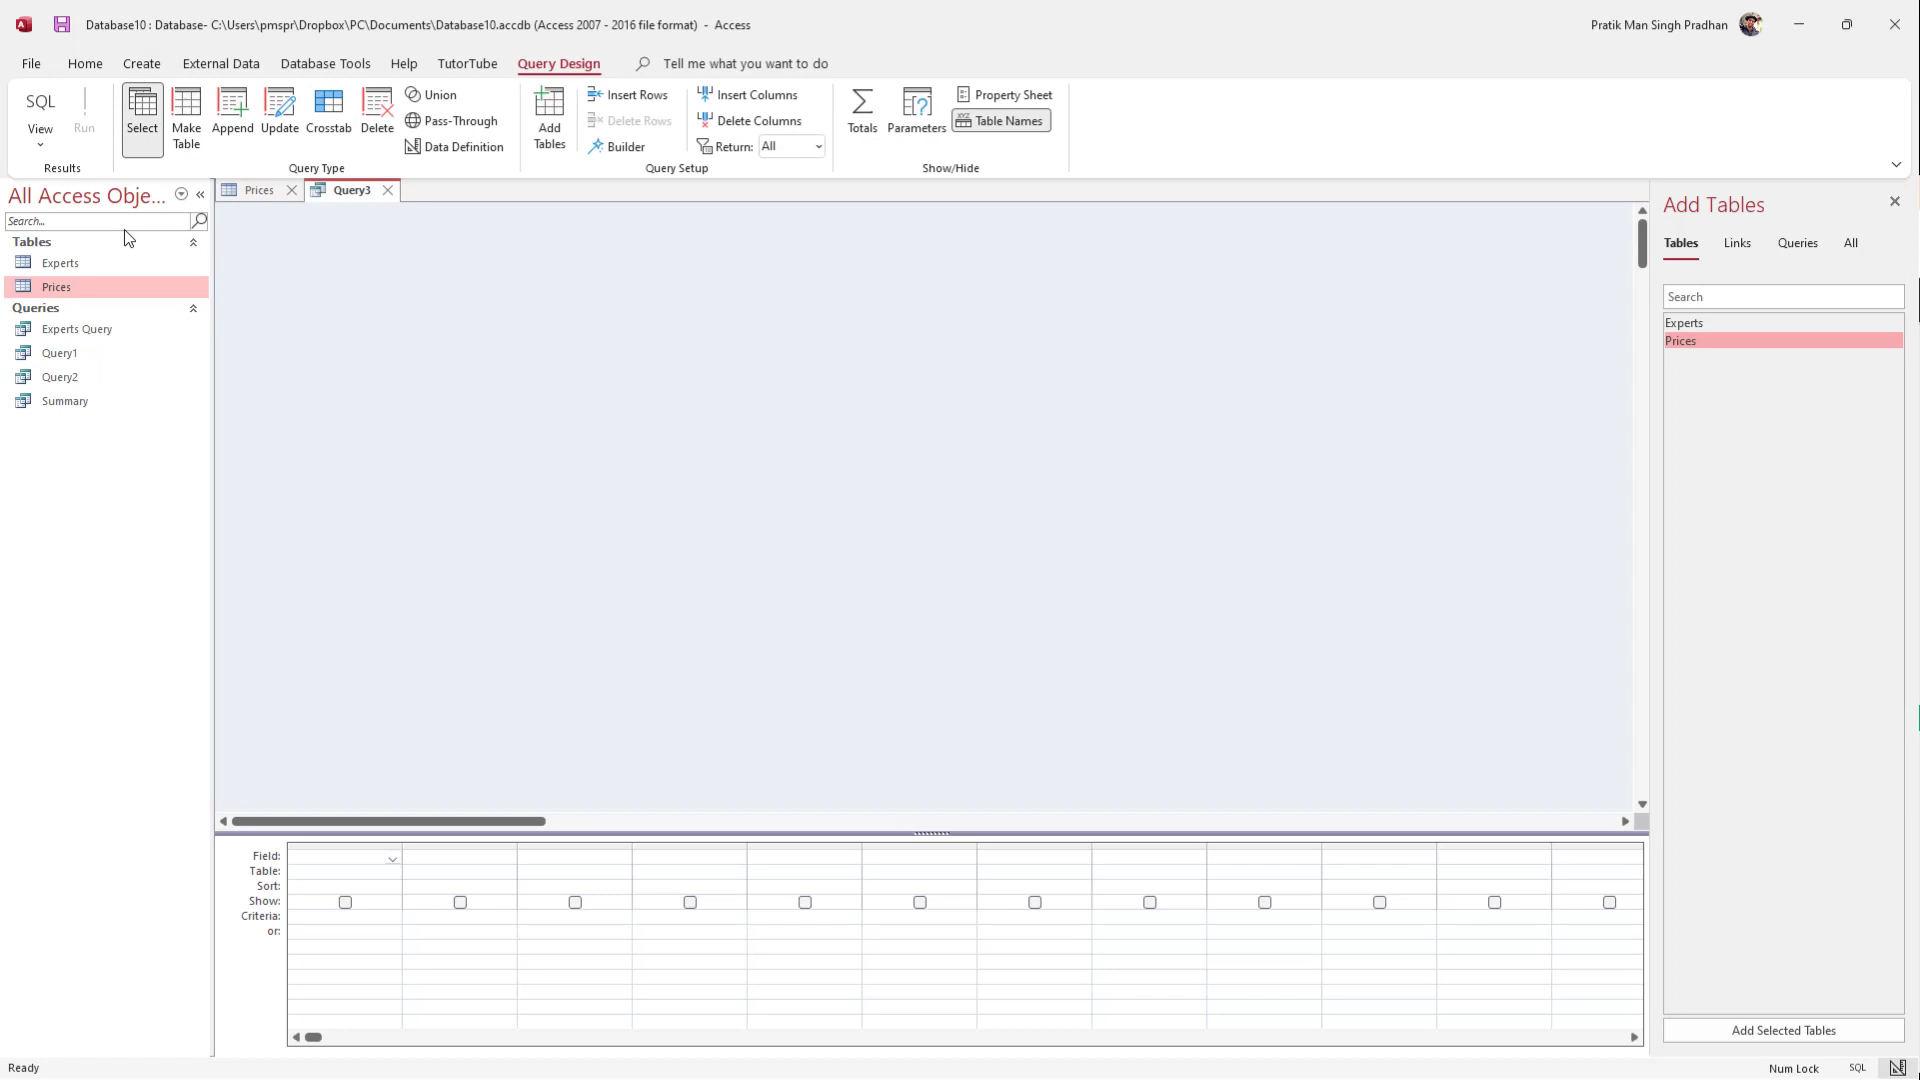 Database10 : Database- C:\Users\pmspr\Dropbox\PC\Documents\Database10.accdb (Access 2007 - 2016 file format) - Access
Pratik Man Singh Pradhan
File Home Create External Data Database Tools Help TutorTube Query Design Tell me what you want to do
SQL
View
Run
Results
Select
Make Table
Append
Update
Crosstab
Delete
Union
Pass-Through
Data Definition
Query Type
Add Tables
Insert Rows
Delete Rows
Builder
Insert Columns
Delete Columns
Return: All
Query Setup
Totals
Parameters
Property Sheet
XYZ Table Names
Show/Hide
All Access Obje...
Search...
Tables
Experts
Prices
Queries
Experts Query
Query1
Query2
Summary
Prices
Query3
Field:
Table:
Sort:
Show:
Criteria:
or:
Add Tables
Tables Links Queries All
Search
Experts
Prices
Add Selected Tables
Ready
Num Lock
SQL